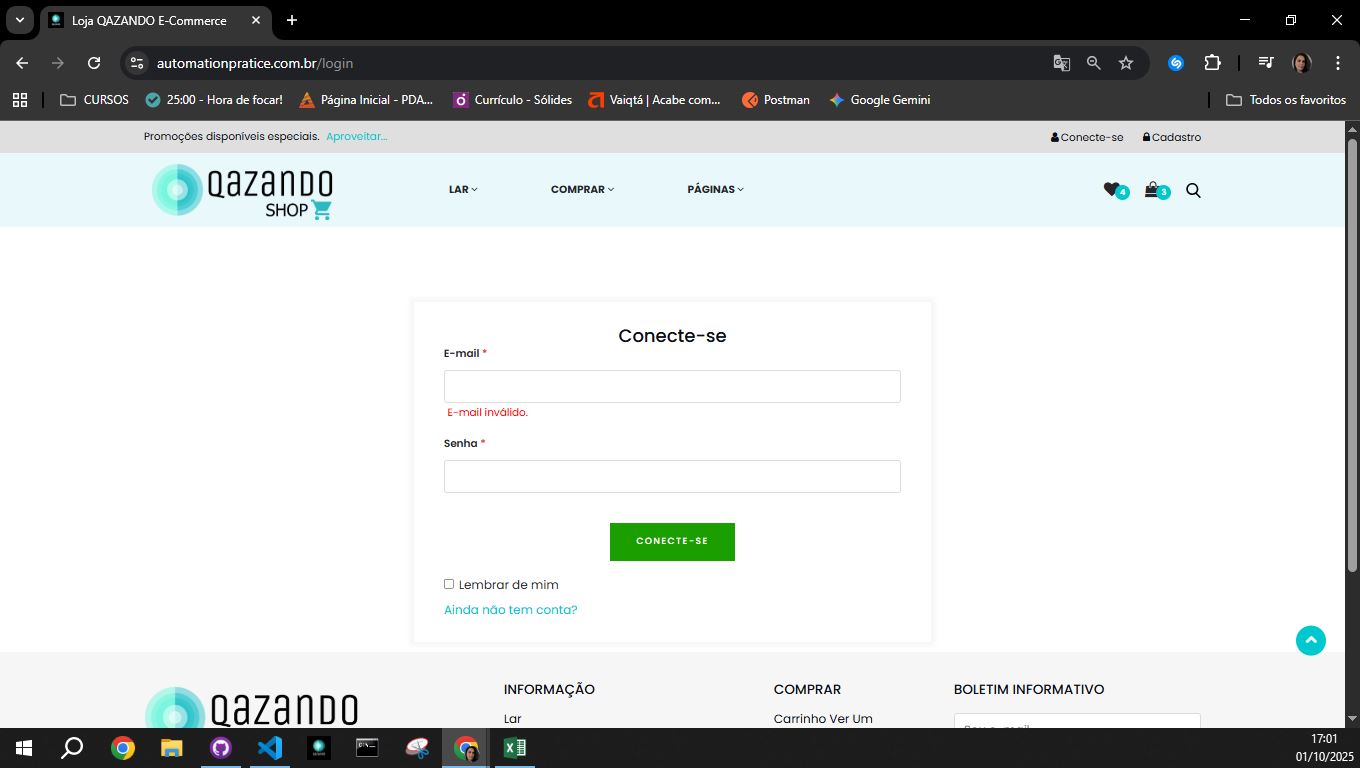 Loja QAZANDO E-Commerce
automationpratice.com.br/login
CURSOS
25:00 - Hora de focar!
Página Inicial - PDA...
Currículo - Sólides
Vaiqtá | Acabe com...
Postman
Google Gemini
Todos os favoritos
Promoções disponíveis especiais. Aproveitar...
Conecte-se
Cadastro
QAZANDO
SHOP
LAR
COMPRAR
PÁGINAS
4
3
Conecte-se
E-mail *
E-mail inválido.
Senha *
CONECTE-SE
Lembrar de mim
Ainda não tem conta?
QAZANDO
INFORMAÇÃO
COMPRAR
BOLETIM INFORMATIVO
Lar
Carrinho Ver Um
Seu e-mail
17:01
01/10/2025